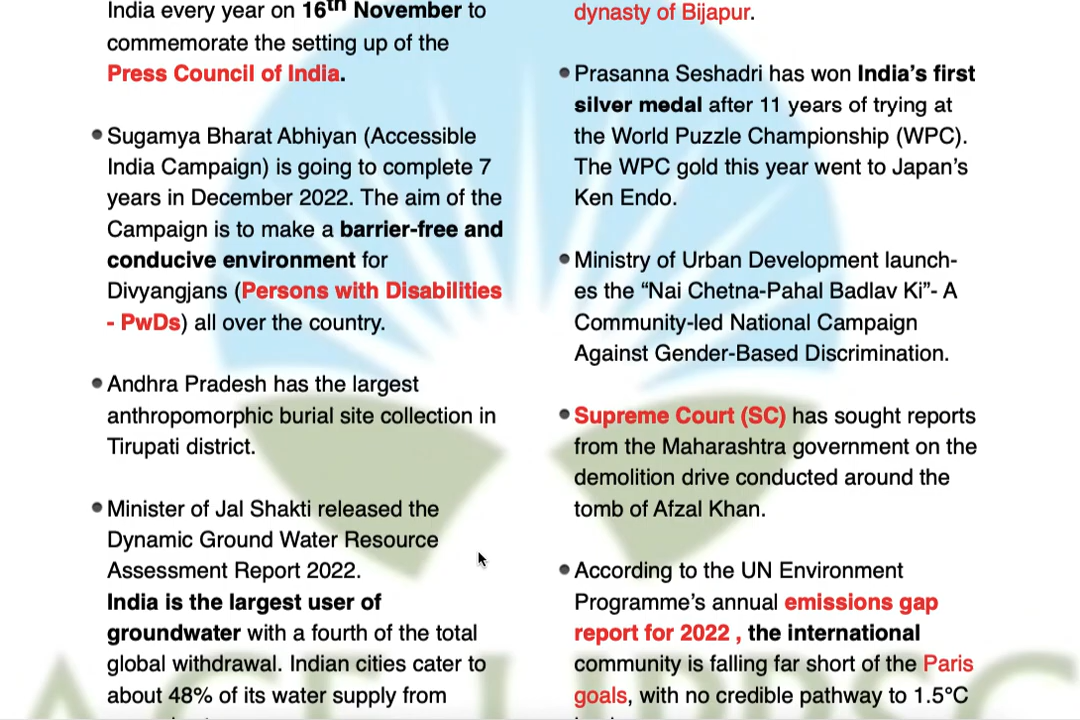 India every year on 16th November to
commemorate the setting up of the
Press Council of India.
• Sugamya Bharat Abhiyan (Accessible
India Campaign) is going to complete 7
years in December 2022. The aim of the
Campaign is to make a barrier-free and
conducive environment for
Divyangjans (Persons with Disabilities
- PwDs) all over the country.
• Andhra Pradesh has the largest
anthropomorphic burial site collection in
Tirupati district.
• Minister of Jal Shakti released the
Dynamic Ground Water Resource
Assessment Report 2022.
India is the largest user of
groundwater with a fourth of the total
global withdrawal. Indian cities cater to
about 48% of its water supply from
dynasty of Bijapur.
• Prasanna Seshadri has won India's first
silver medal after 11 years of trying at
the World Puzzle Championship (WPC).
The WPC gold this year went to Japan's
Ken Endo.
• Ministry of Urban Development launch-
es the “Nai Chetna-Pahal Badlav Ki”- A
Community-led National Campaign
Against Gender-Based Discrimination.
• Supreme Court (SC) has sought reports
from the Maharashtra government on the
demolition drive conducted around the
tomb of Afzal Khan.
• According to the UN Environment
Programme's annual emissions gap
report for 2022 , the international
community is falling far short of the Paris
goals, with no credible pathway to 1.5°C